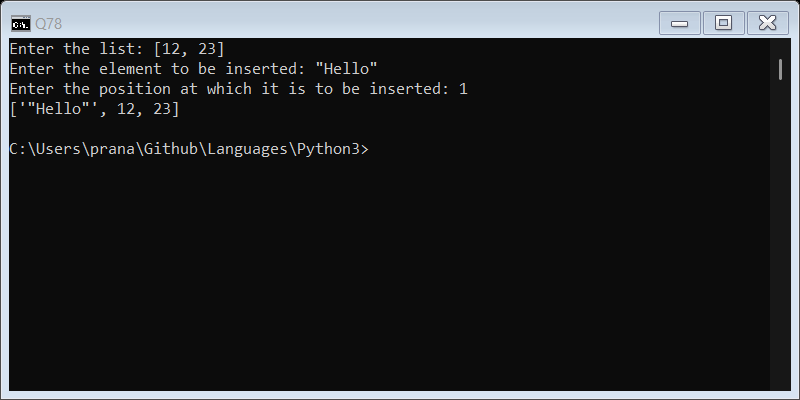 Q78
Enter the list: [12, 23]
Enter the element to be inserted: "Hello"
Enter the position at which it is to be inserted: 1
['"Hello"', 12, 23]
C:\Users\prana\Github\Languages\Python3>